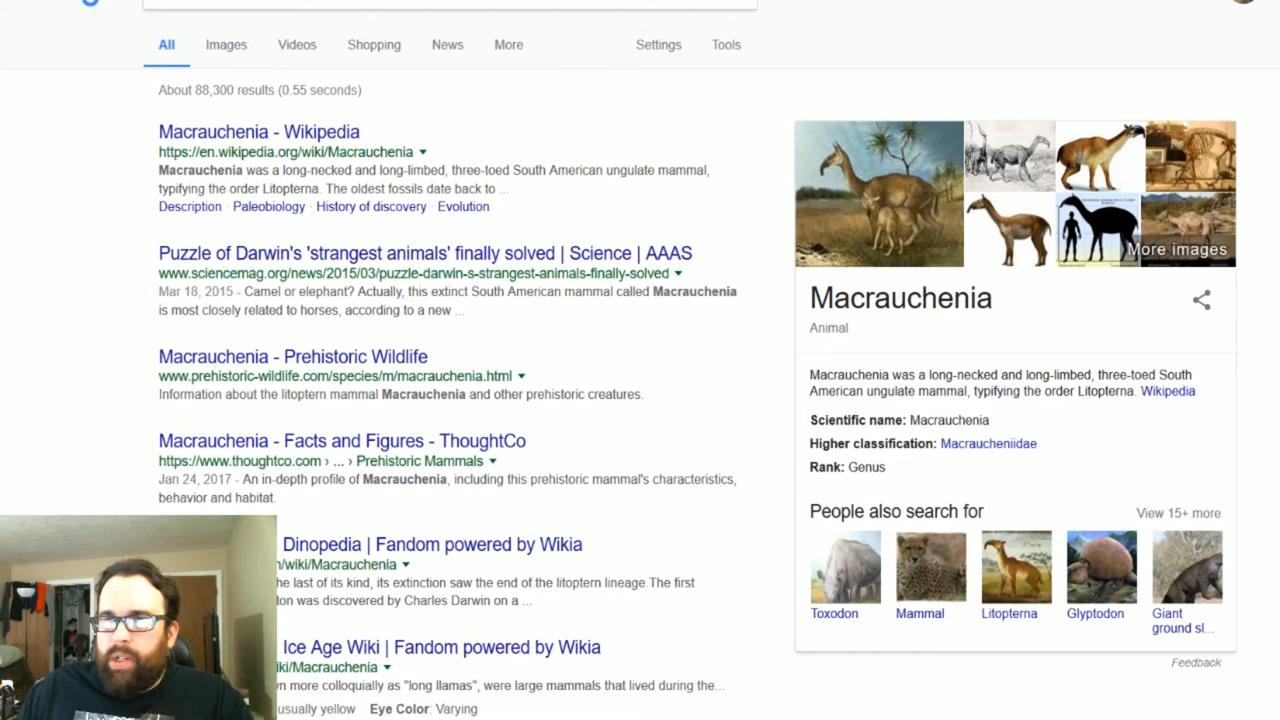 All Images Videos Shopping News More Settings Tools
About 88,300 results (0.55 seconds)
Macrauchenia - Wikipedia
https://en.wikipedia.org/wiki/Macrauchenia
Macrauchenia was a long-necked and long-limbed, three-toed South American ungulate mammal,
typifying the order Litopterna. The oldest fossils date back to ...
Description · Paleobiology · History of discovery · Evolution
Puzzle of Darwin's 'strangest animals' finally solved | Science | AAAS
www.sciencemag.org/news/2015/03/puzzle-darwin-s-strangest-animals-finally-solved
Mar 18, 2015 - Camel or elephant? Actually, this extinct South American mammal called Macrauchenia
is most closely related to horses, according to a new ...
Macrauchenia - Prehistoric Wildlife
www.prehistoric-wildlife.com/species/m/macrauchenia.html
Information about the litoptern mammal Macrauchenia and other prehistoric creatures.
Macrauchenia - Facts and Figures - ThoughtCo
https://www.thoughtco.com › ... › Prehistoric Mammals
Jan 24, 2017 - An in-depth profile of Macrauchenia, including this prehistoric mammal's characteristics,
behavior and habitat.
Dinopedia | Fandom powered by Wikia
/wiki/Macrauchenia
he last of its kind, its extinction saw the end of the litoptern lineage.The first
ton was discovered by Charles Darwin on a ...
Ice Age Wiki | Fandom powered by Wikia
iki/Macrauchenia
n more colloquially as "long llamas", were large mammals that lived during the...
usually yellow Eye Color: Varying
More images
Macrauchenia
Animal
Macrauchenia was a long-necked and long-limbed, three-toed South
American ungulate mammal, typifying the order Litopterna. Wikipedia
Scientific name: Macrauchenia
Higher classification: Macraucheniidae
Rank: Genus
People also search for View 15+ more
Toxodon Mammal Litopterna Glyptodon Giant
ground sl...
Feedback